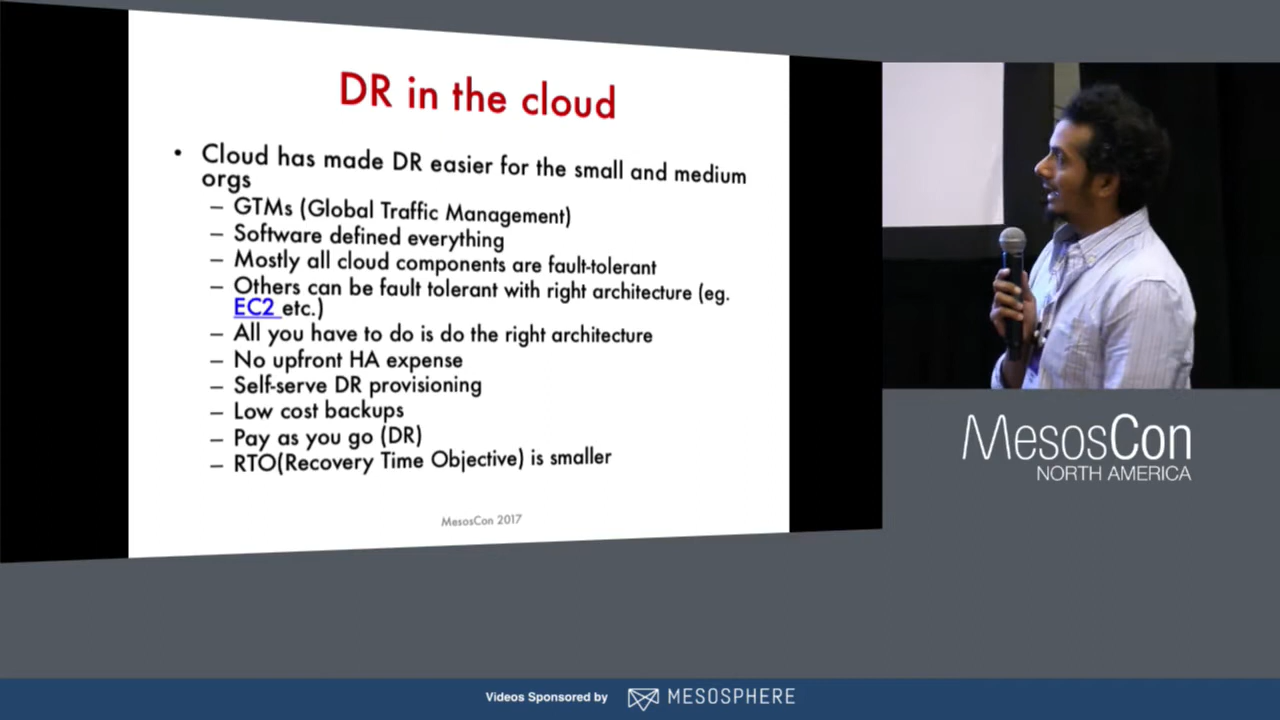 DR in the cloud
• Cloud has made DR easier for the small and medium
orgs
– GTMs (Global Traffic Management)
– Software defined everything
– Mostly all cloud components are fault-tolerant
– Others can be fault tolerant with right architecture (eg.
EC2 etc.)
– All you have to do is do the right architecture
– No upfront HA expense
– Self-serve DR provisioning
– Low cost backups
– Pay as you go (DR)
– RTO(Recovery Time Objective) is smaller
MesosCon 2017
MesosCon
NORTH AMERICA
Videos Sponsored by MESOSPHERE